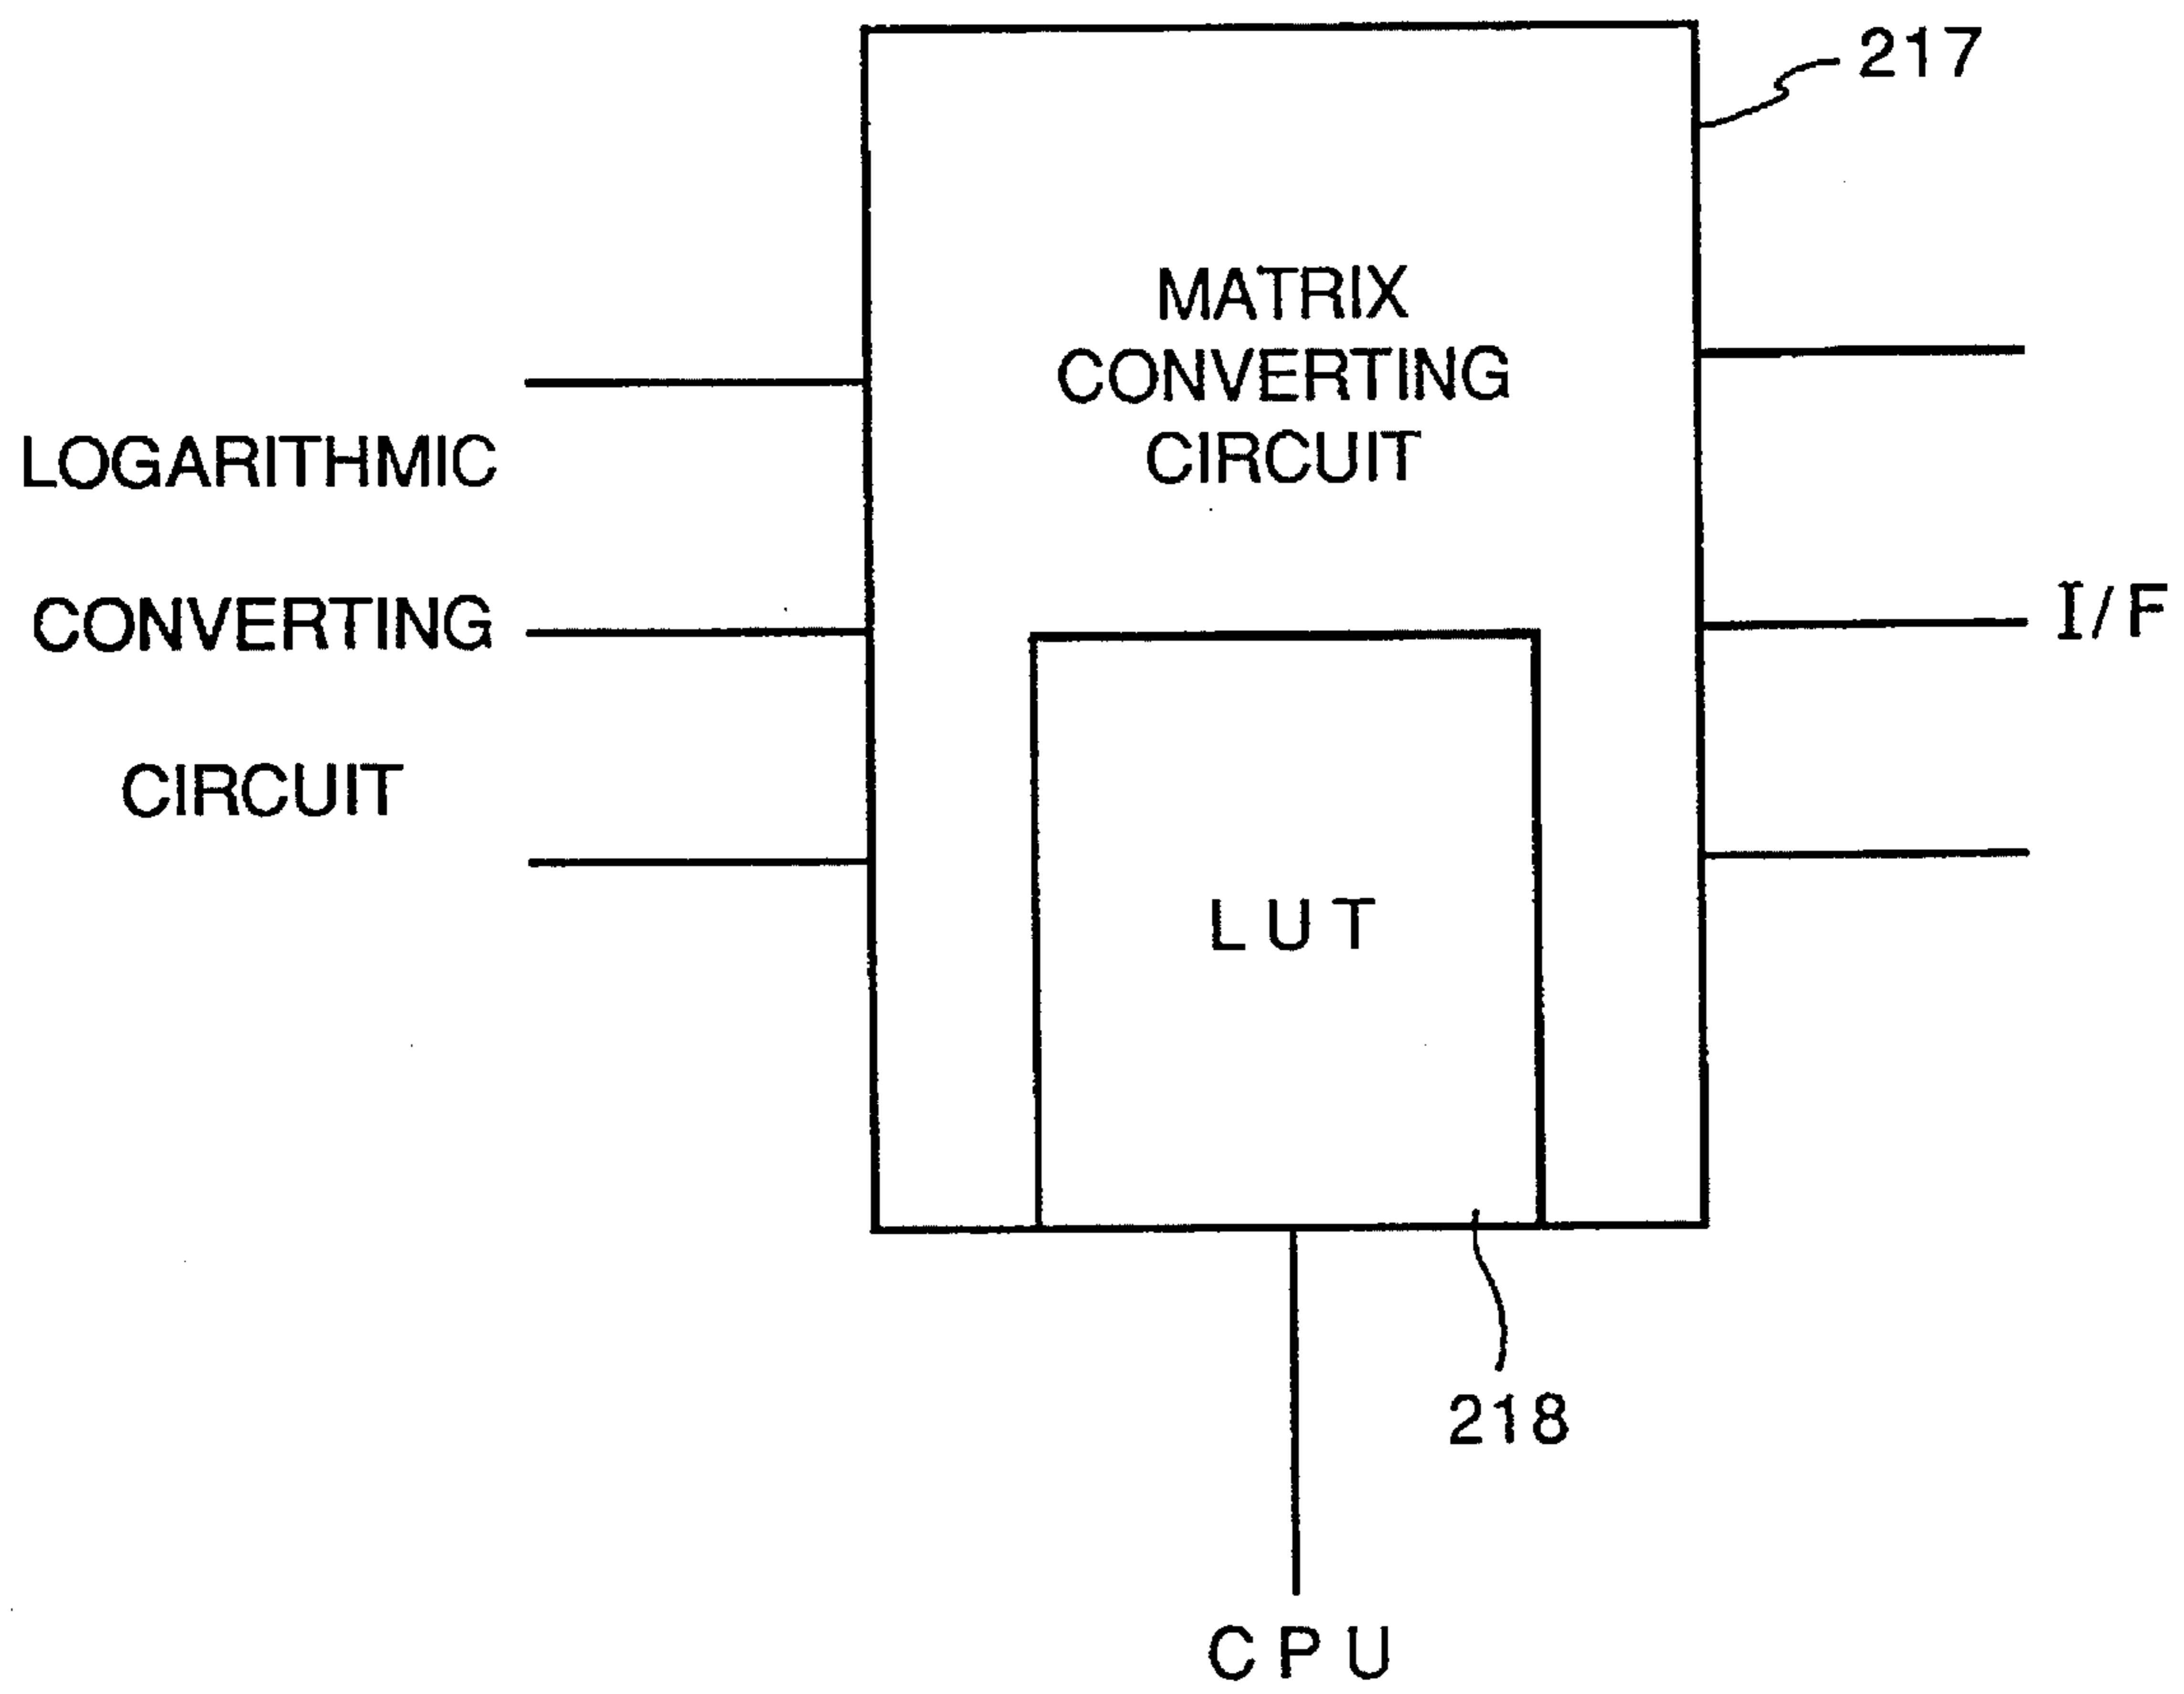 217
MATRIX
CONVERTING
CIRCUIT
LOGARITHMIC
CONVERTING
CIRCUIT
I/F
LUT
218
CPU